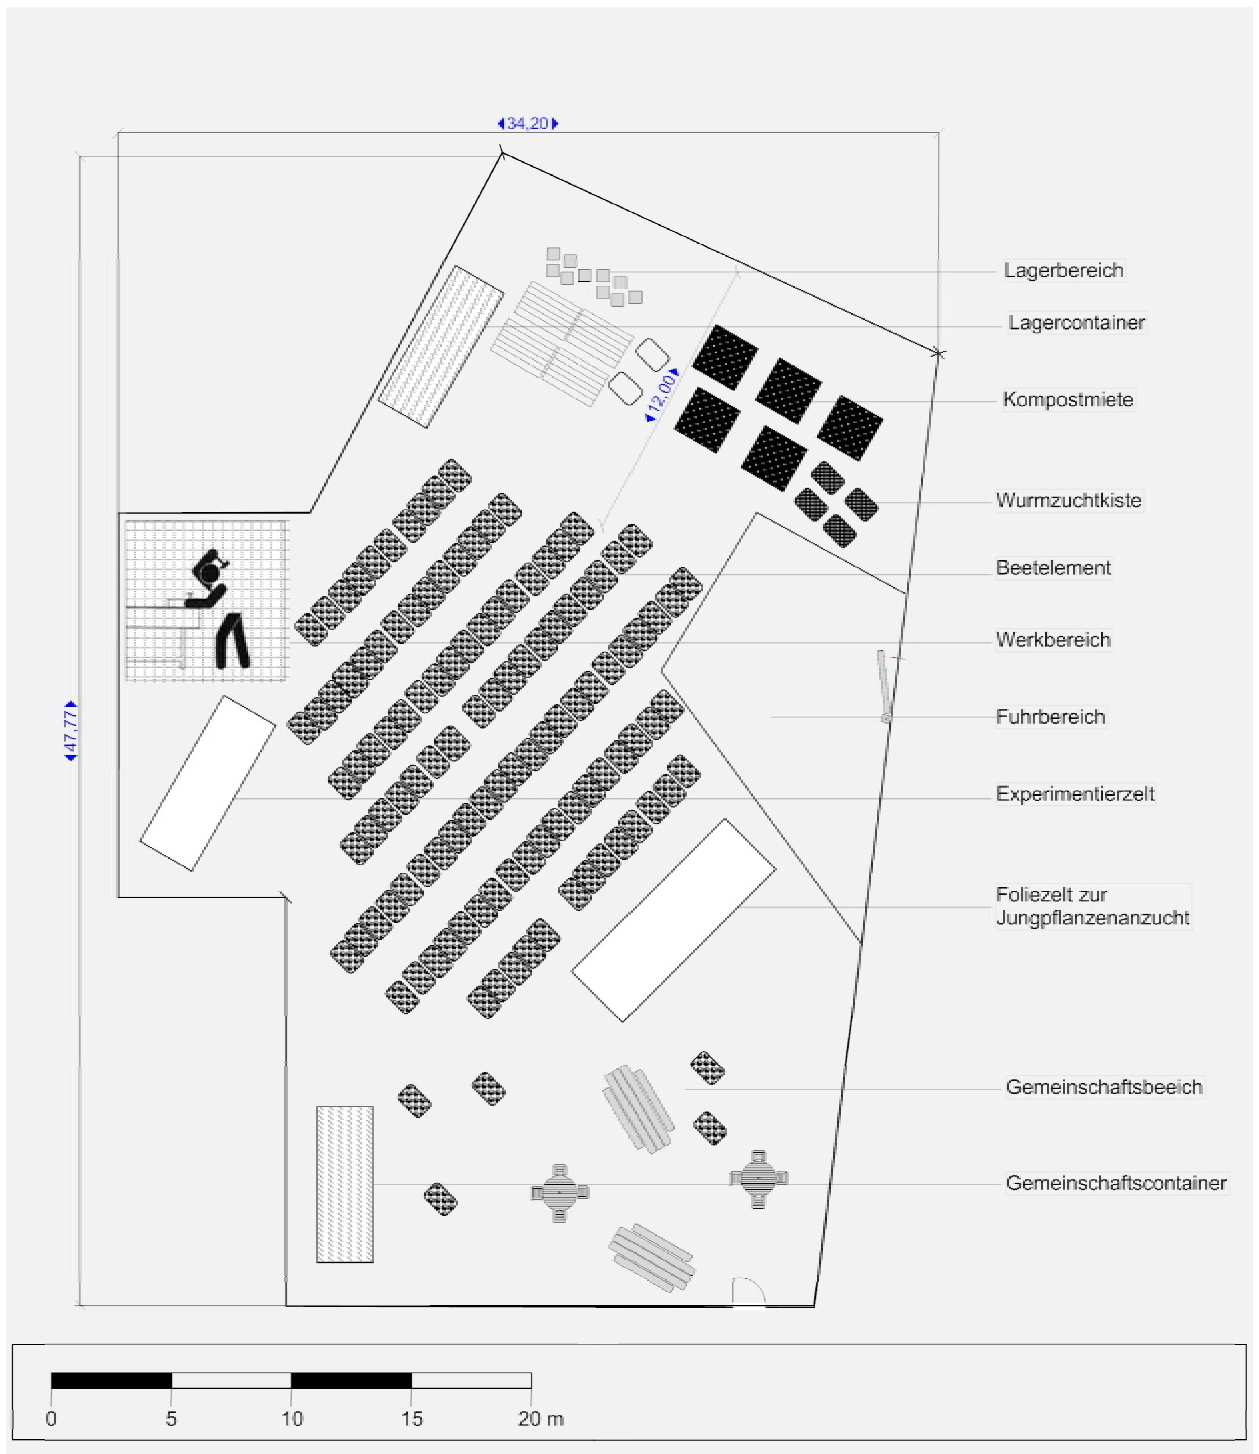 34,20
Lagerbereich
Lagercontainer
12,00
Kompostmiete
Wurmzuchtkiste
Beetelement
Werkbereich
47,77
Fuhrbereich
Experimentierzelt
Foliezelt zur
Jungpflanzenanzucht
Gemeinschaftsbeeich
Gemeinschaftscontainer
0 5 10 15 20 m